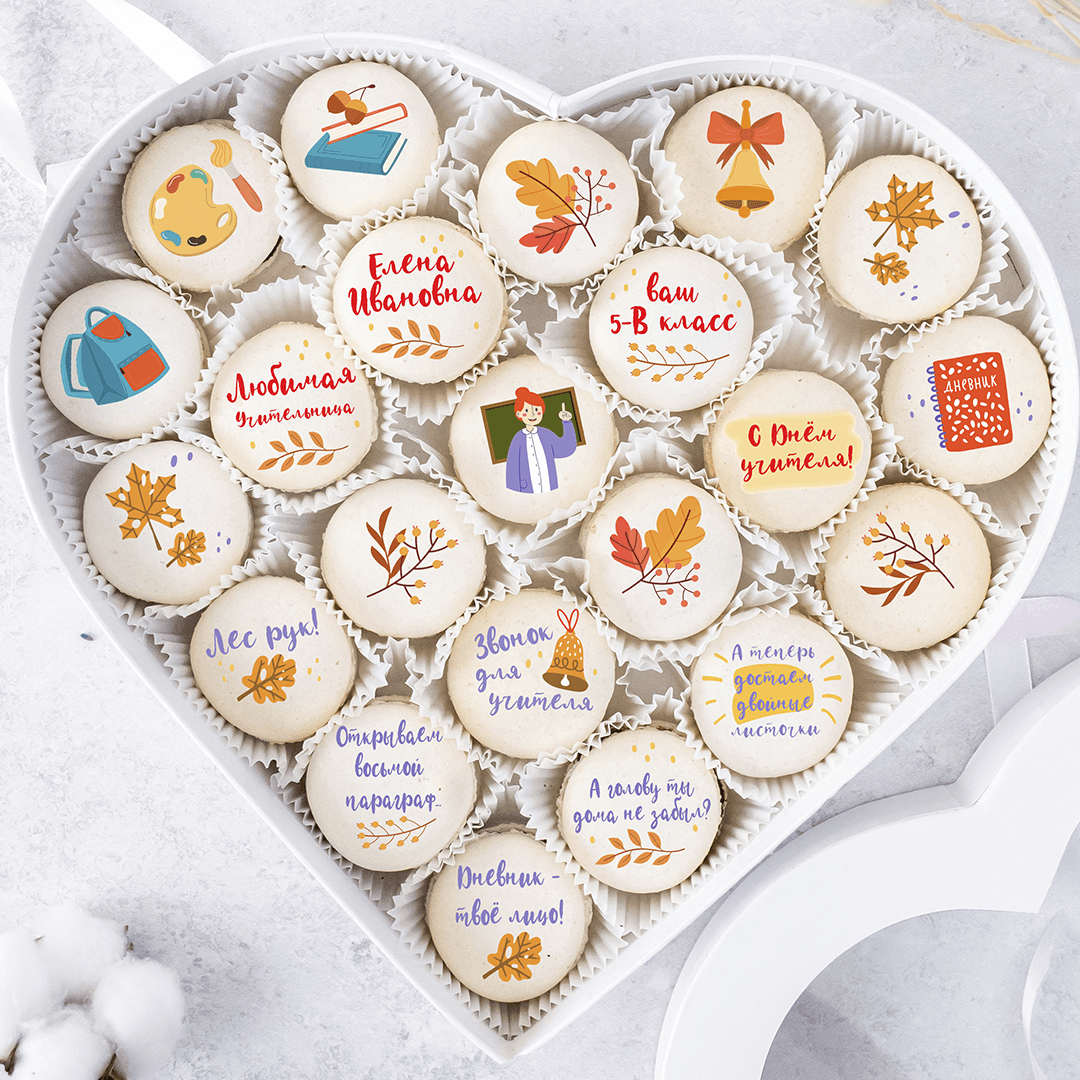 Елена
Ивановна
ваш
5-В класс
Любимая
учительница
ДНЕВНИК
С Днём
учителя!
Лес рук!
Звонок
для
учителя
А теперь
достаем
двойные
листочки
Открываем
восьмой
параграф...
А голову ты
дома не забыл?
Дневник -
твоё лицо!